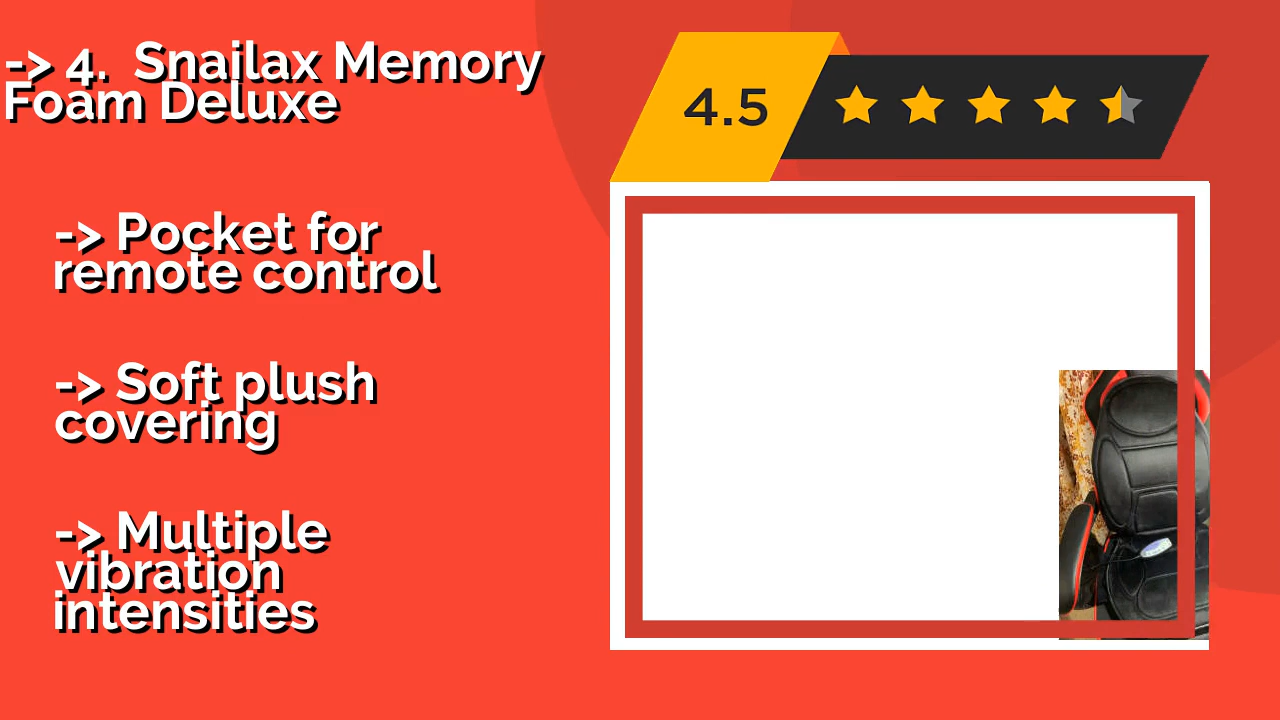 -> 4.  Snailax Memory
Foam Deluxe
4.5
-> Pocket for
remote control
-> Soft plush
covering
-> Multiple
vibration
intensities